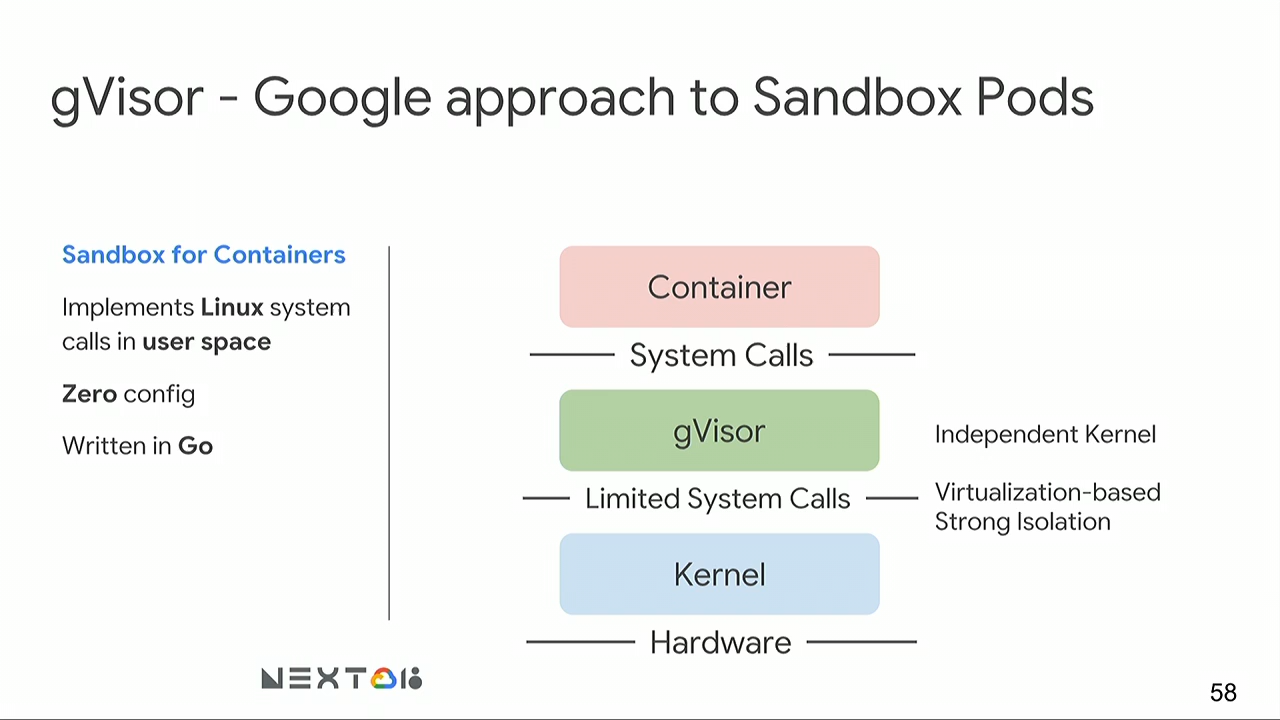 gVisor - Google approach to Sandbox Pods
Sandbox for Containers
Implements Linux system
calls in user space
Zero config
Written in Go
Container
System Calls
gVisor
Independent Kernel
Limited System Calls
Virtualization-based
Strong Isolation
Kernel
Hardware
NEXT 18
58